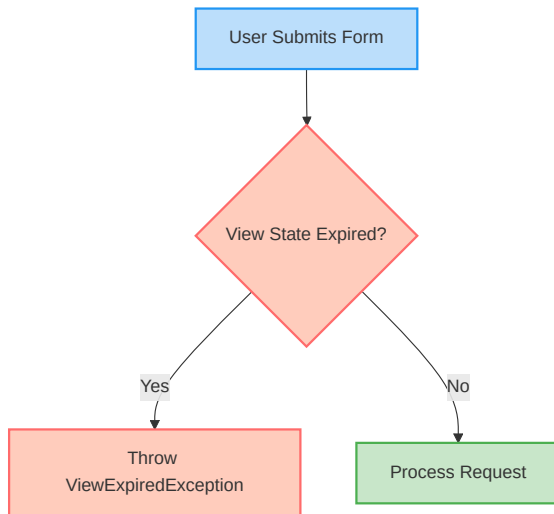 User Submits Form
View State Expired?
Yes
No
Throw
ViewExpiredException
Process Request